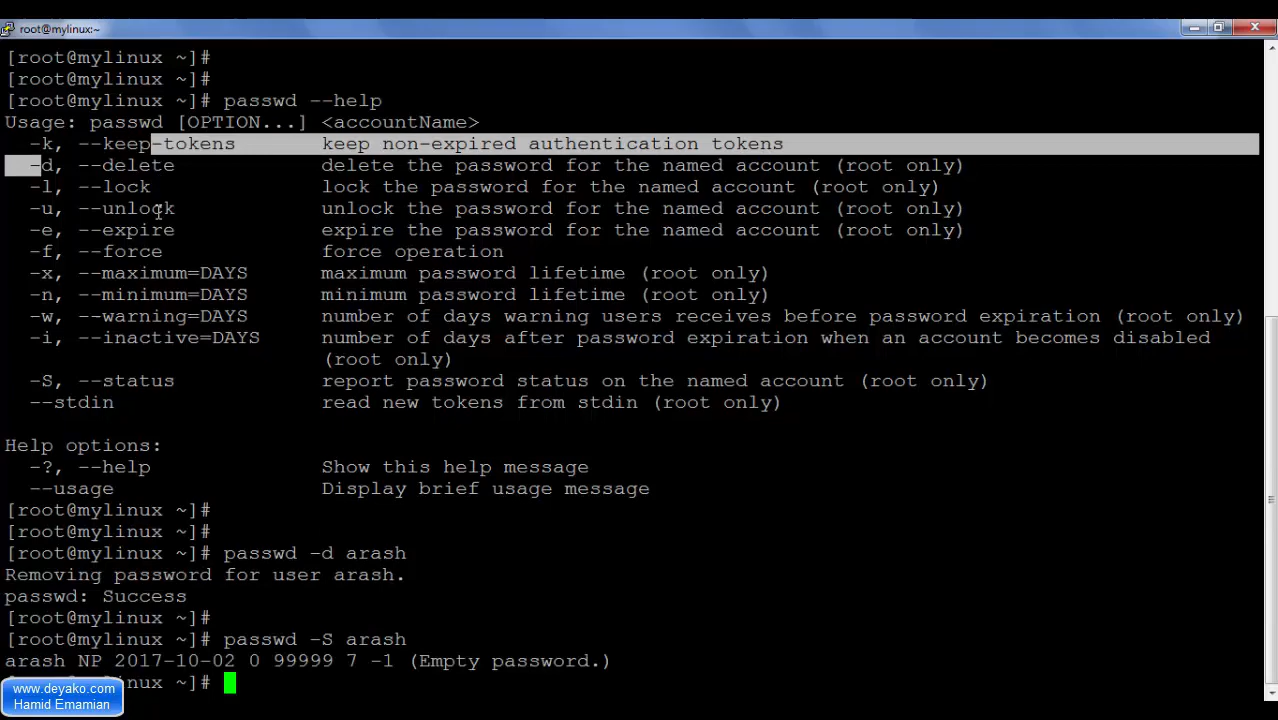 root@mylinux:~
[root@mylinux ~]#
[root@mylinux ~]#
[root@mylinux ~]# passwd --help
Usage: passwd [OPTION...] <accountName>
-k, --keep-tokens keep non-expired authentication tokens
-d, --delete delete the password for the named account (root only)
-l, --lock lock the password for the named account (root only)
-u, --unlock unlock the password for the named account (root only)
-e, --expire expire the password for the named account (root only)
-f, --force force operation
-x, --maximum=DAYS maximum password lifetime (root only)
-n, --minimum=DAYS minimum password lifetime (root only)
-w, --warning=DAYS number of days warning users receives before password expiration (root only)
-i, --inactive=DAYS number of days after password expiration when an account becomes disabled
(root only)
-S, --status report password status on the named account (root only)
--stdin read new tokens from stdin (root only)
Help options:
-?, --help Show this help message
--usage Display brief usage message
[root@mylinux ~]#
[root@mylinux ~]#
[root@mylinux ~]# passwd -d arash
Removing password for user arash.
passwd: Success
[root@mylinux ~]#
[root@mylinux ~]# passwd -S arash
arash NP 2017-10-02 0 99999 7 -1 (Empty password.)
linux ~]#
www.deyako.com
Hamid Emamian